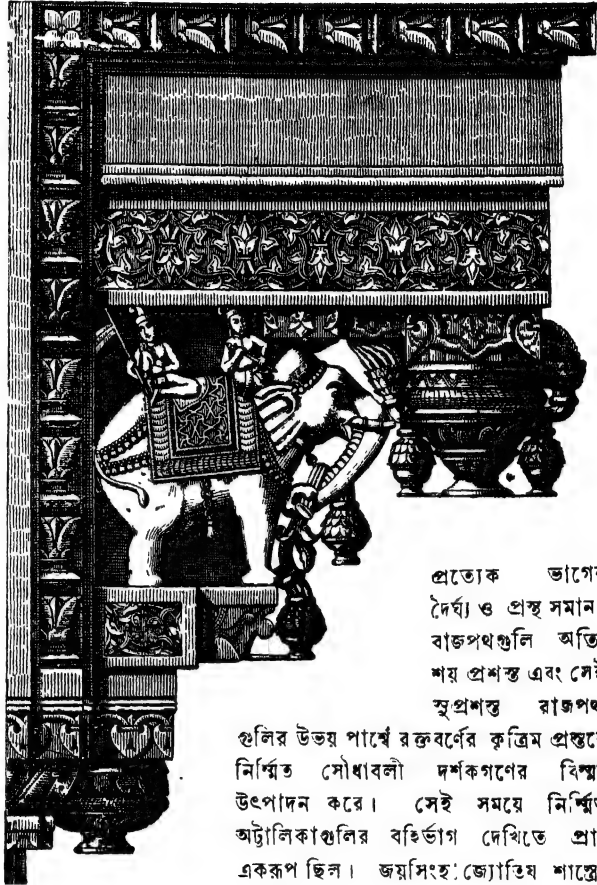 প্রত্যেক ভাগের
দৈর্ঘ্য ও প্রস্থ সমান
রাজপথগুলি অতি
শয় প্রশস্ত এবং সেই
সুপ্রশস্ত রাজপথ
গুলির উভয় পার্শ্বে রক্তবর্ণের কৃত্রিম প্রস্তরে
নির্ম্মিত সৌধাবলী দর্শকগণের বিস্ময়
উৎপাদন করে। সেই সময়ে নির্ম্মিত
অট্টালিকাগুলির বহির্ভাগ দেখিতে প্রা
একরূপ ছিল। জয়সিংহ জ্যোতিষ শাস্ত্রে